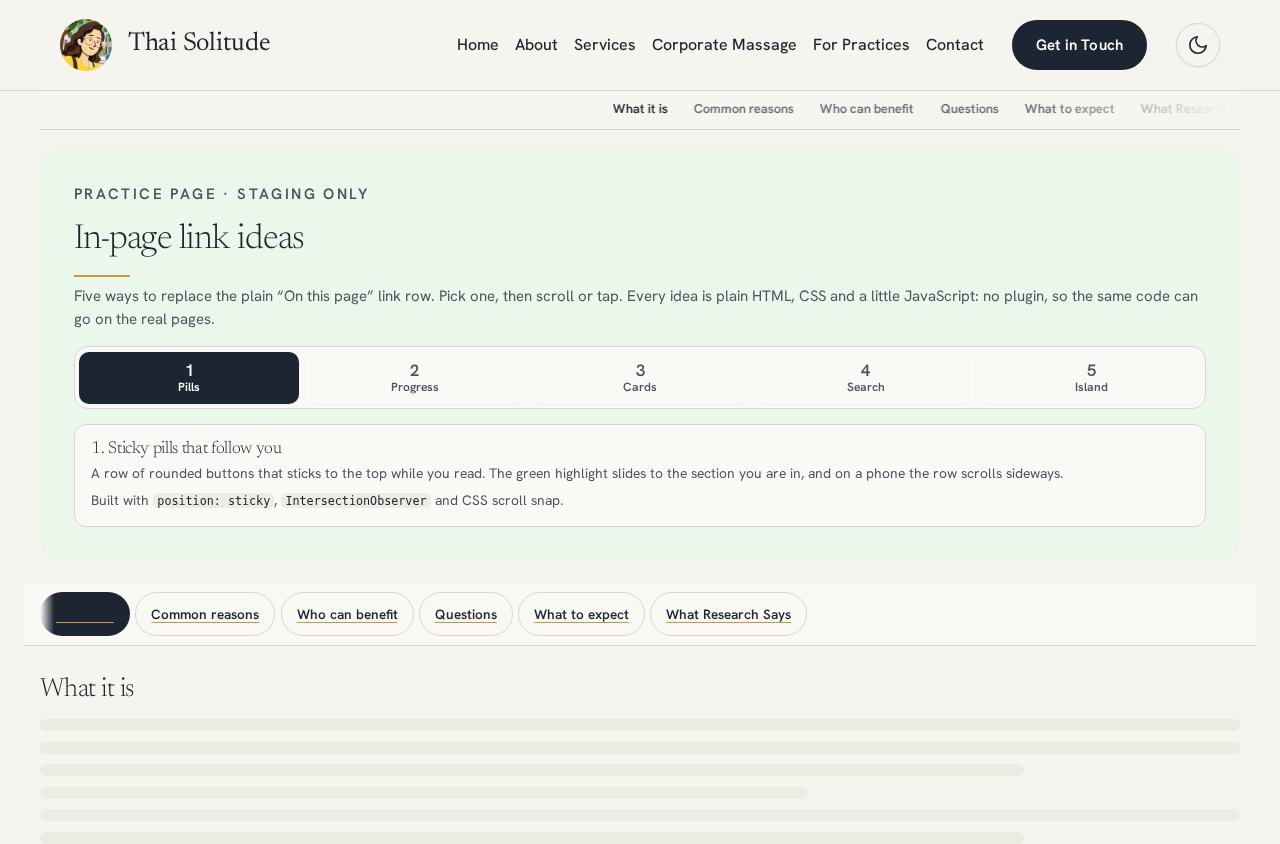 Thai Solitude
Home About Services Corporate Massage For Practices Contact Get in Touch
What it is Common reasons Who can benefit Questions What to expect What Research
PRACTICE PAGE · STAGING ONLY
In-page link ideas
Five ways to replace the plain “On this page” link row. Pick one, then scroll or tap. Every idea is plain HTML, CSS and a little JavaScript: no plugin, so the same code can
go on the real pages.
1 2 3 4 5
Pills Progress Cards Search Island
1. Sticky pills that follow you
A row of rounded buttons that sticks to the top while you read. The green highlight slides to the section you are in, and on a phone the row scrolls sideways.
Built with position: sticky, IntersectionObserver and CSS scroll snap.
Common reasons Who can benefit Questions What to expect What Research Says
What it is